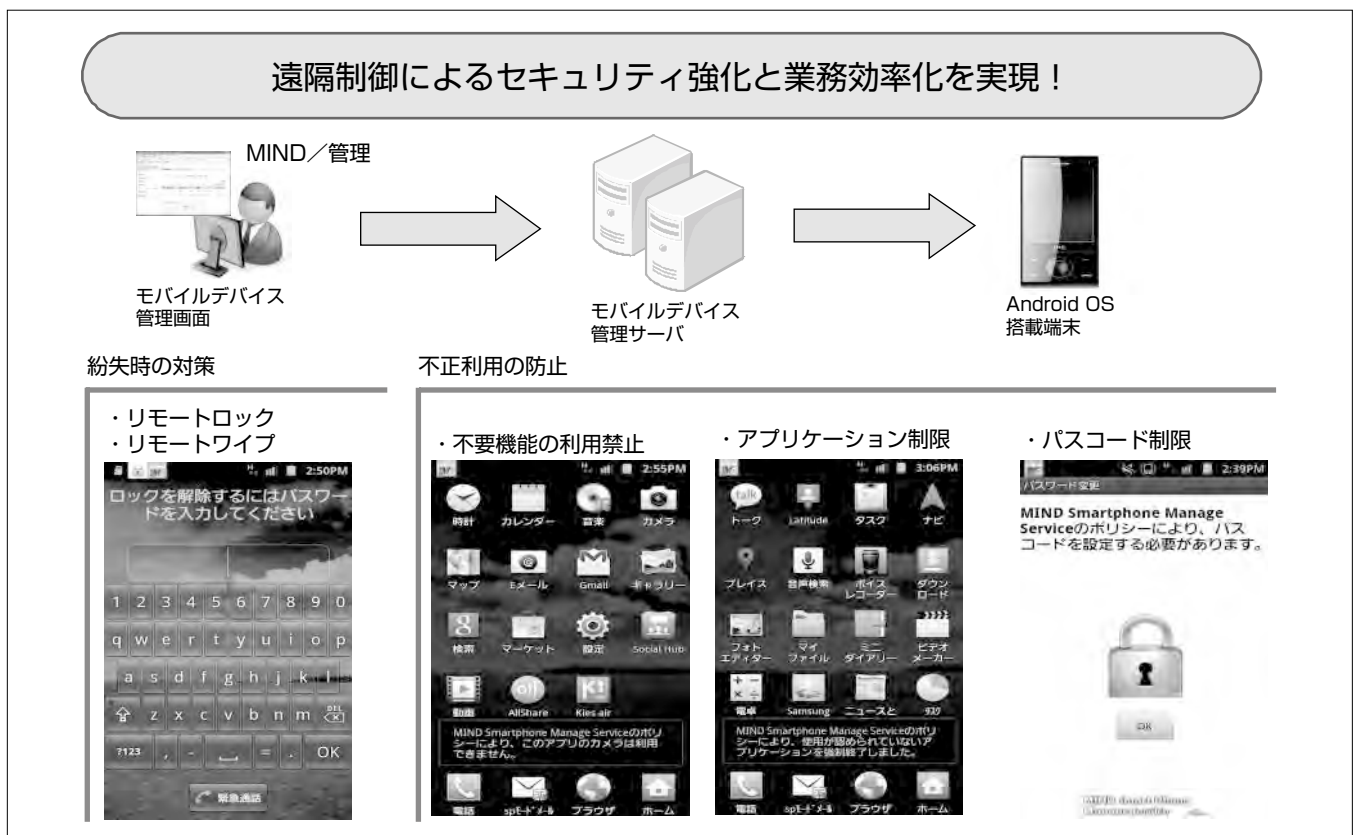 遠隔制御によるセキュリティ強化と業務効率化を実現！
MIND／管理
モバイルデバイス
管理画面
モバイルデバイス
管理サーバ
Android OS
搭載端末
紛失時の対策
・リモートロック
・リモートワイプ
2:50PM
ロックを解除するにはパスワー
ドを入力してください
1 2 3 4 5 6 7 8 9 0
q w e r t y u i o p
a s d f g h j k l
z x c v b n m DEL
?123 , - = . OK
緊急通話
不正利用の防止
・不要機能の利用禁止
2:55PM
時計 カレンダー 音楽 カメラ
マップ Eメール Gmail ギャラリー
検索 マーケット 設定 Social Hub
動画 AllShare Kies air
MIND Smartphone Manage Serviceのポリ
シーにより、このアプリのカメラは利用
できません。
電話 spモードメール ブラウザ ホーム
・アプリケーション制限
3:06PM
talk
トーク Latitude タスク ナビ
プレイス 音声検索 ボイス レコーダー ダウン ロード
フォト エディター マイ ファイル ミニ ダイアリー ビデオ メーカー
電卓 Samsung ニュースと
MIND Smartphone Manage Serviceのポリ
シーにより、使用が認められていないア
プリケーションを強制終了しました。
電話 spモードメール ブラウザ ホーム
・パスコード制限
2:39PM
パスワード変更
MIND Smartphone Manage
Serviceのポリシーにより、パス
コードを設定する必要があります。
OK